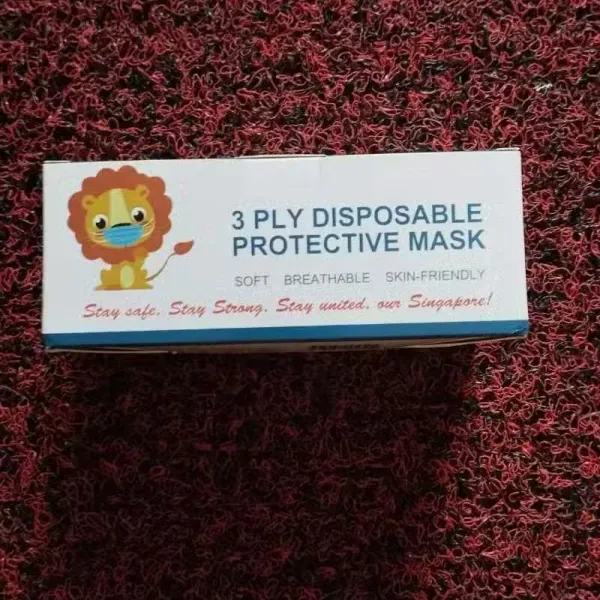 3 PLY DISPOSABLE
PROTECTIVE MASK
SOFT BREATHABLE SKIN-FRIENDLY
Stay safe, Stay Strong, Stay united, our Singapore!